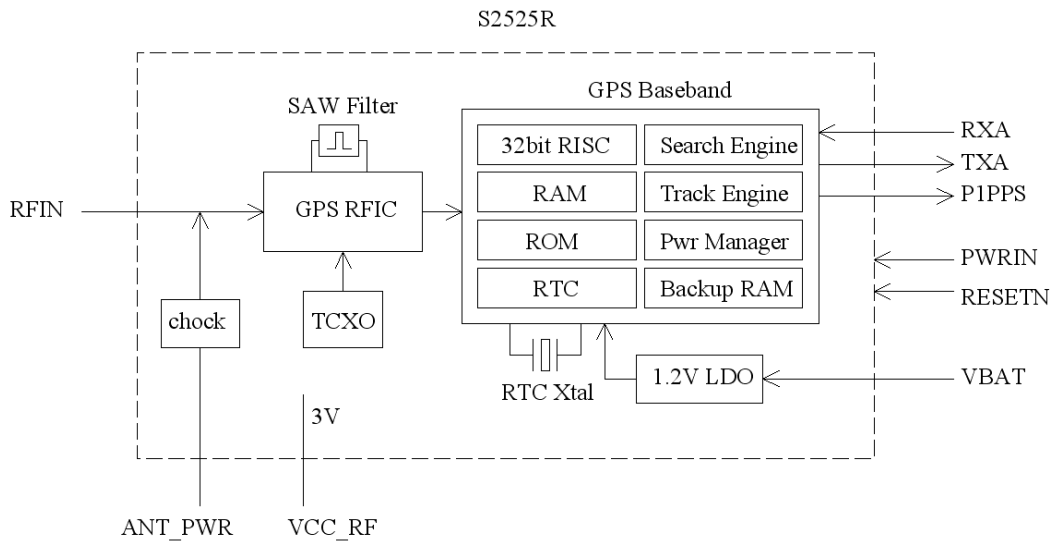 S2525R
GPS Baseband
SAW Filter
32bit RISC
Search Engine
RXA
TXA
RAM
Track Engine
P1PPS
RFIN
GPS RFIC
ROM
Pwr Manager
PWRIN
RTC
Backup RAM
RESETN
chock
TCXO
RTC Xtal
1.2V LDO
VBAT
3V
ANT_PWR
VCC_RF